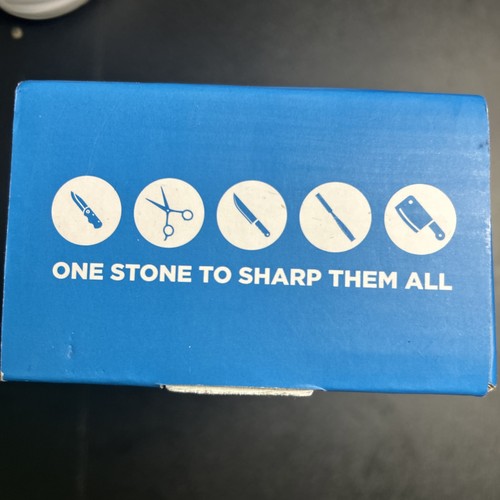 ONE STONE TO SHARP THEM ALL